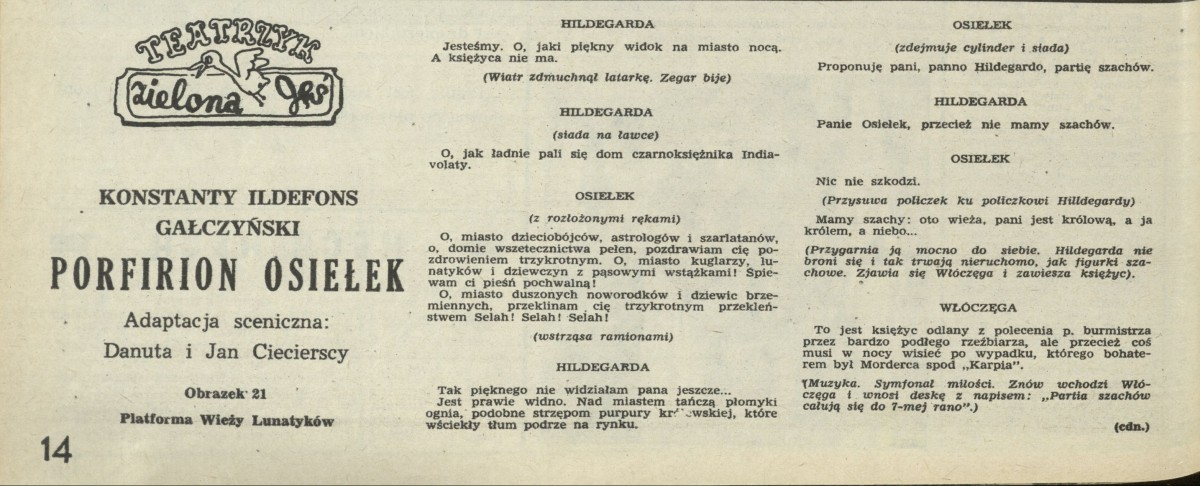 TEATRZYK
zielona gęś
KONSTANTY ILDEFONS
GAŁCZYŃSKI
PORFIRION OSIEŁEK
Adaptacja sceniczna:
Danuta i Jan Ciecierscy
Obrazek 21
Platforma Wieży Lunatyków
14
HILDEGARDA
Jesteśmy. O, jaki piękny widok na miasto nocą.
A księżyca nie ma.
(Wiatr zdmuchnął latarkę. Zegar bije)
HILDEGARDA
(siada na ławce)
O, jak ładnie pali się dom czarnoksiężnika India-
volaty.
OSIEŁEK
(z rozłożonymi rękami)
O, miasto dzieciobójców, astrologów i szarlatanów,
o, domie wszetecznictwa pełen, pozdrawiam cię po-
zdrowieniem trzykrotnym. O, miasto kuglarzy, lu-
natyków i dziewczyn z pąsowymi wstążkami! Śpie-
wam ci pieśń pochwalną!
O, miasto duszonych noworodków i dziewic brze-
miennych, przeklinam cię trzykrotnym przekleń-
stwem Selah! Selah! Selah!
(wstrząsa ramionami)
HILDEGARDA
Tak pięknego nie widziałam pana jeszcze...
Jest prawie widno. Nad miastem tańczą płomyki
ognia, podobne strzępom purpury które
wściekły tłum podrze na rynku.
OSIEŁEK
(zdejmuje cylinder i siada)
Proponuję pani, panno Hildegardo, partię szachów.
HILDEGARDA
Panie Osiełek, przecież nie mamy szachów.
OSIEŁEK
Nic nie szkodzi.
(Przysuwa policzek ku policzkowi Hilldegardy)
Mamy szachy: oto wieża, pani jest królową, a ja
królem, a niebo...
(Przygarnia ją mocno do siebie. Hildegarda nie
broni się i tak trwają nieruchomo, jak figurki sza-
chowe. Zjawia się Włóczęga i zawiesza księżyc).
WŁÓCZĘGA
To jest księżyc odlany z polecenia p. burmistrza
przez bardzo podłego rzeźbiarza, ale przecież coś
musi w nocy wisieć po wypadku, którego bohate-
rem był Morderca spod „Karpia".
(Muzyka. Symfonal miłości. Znów wchodzi Włó-
częga i wnosi deskę z napisem: „Partia szachów
całują się do 7-mej rano".)
(cdn.)